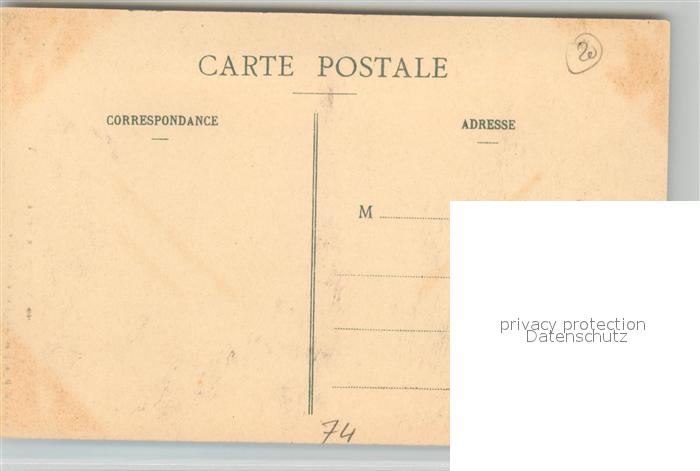 CARTE POSTALE
20
CORRESPONDANCE
ADRESSE
M
privacy protection
Datenschutz
74